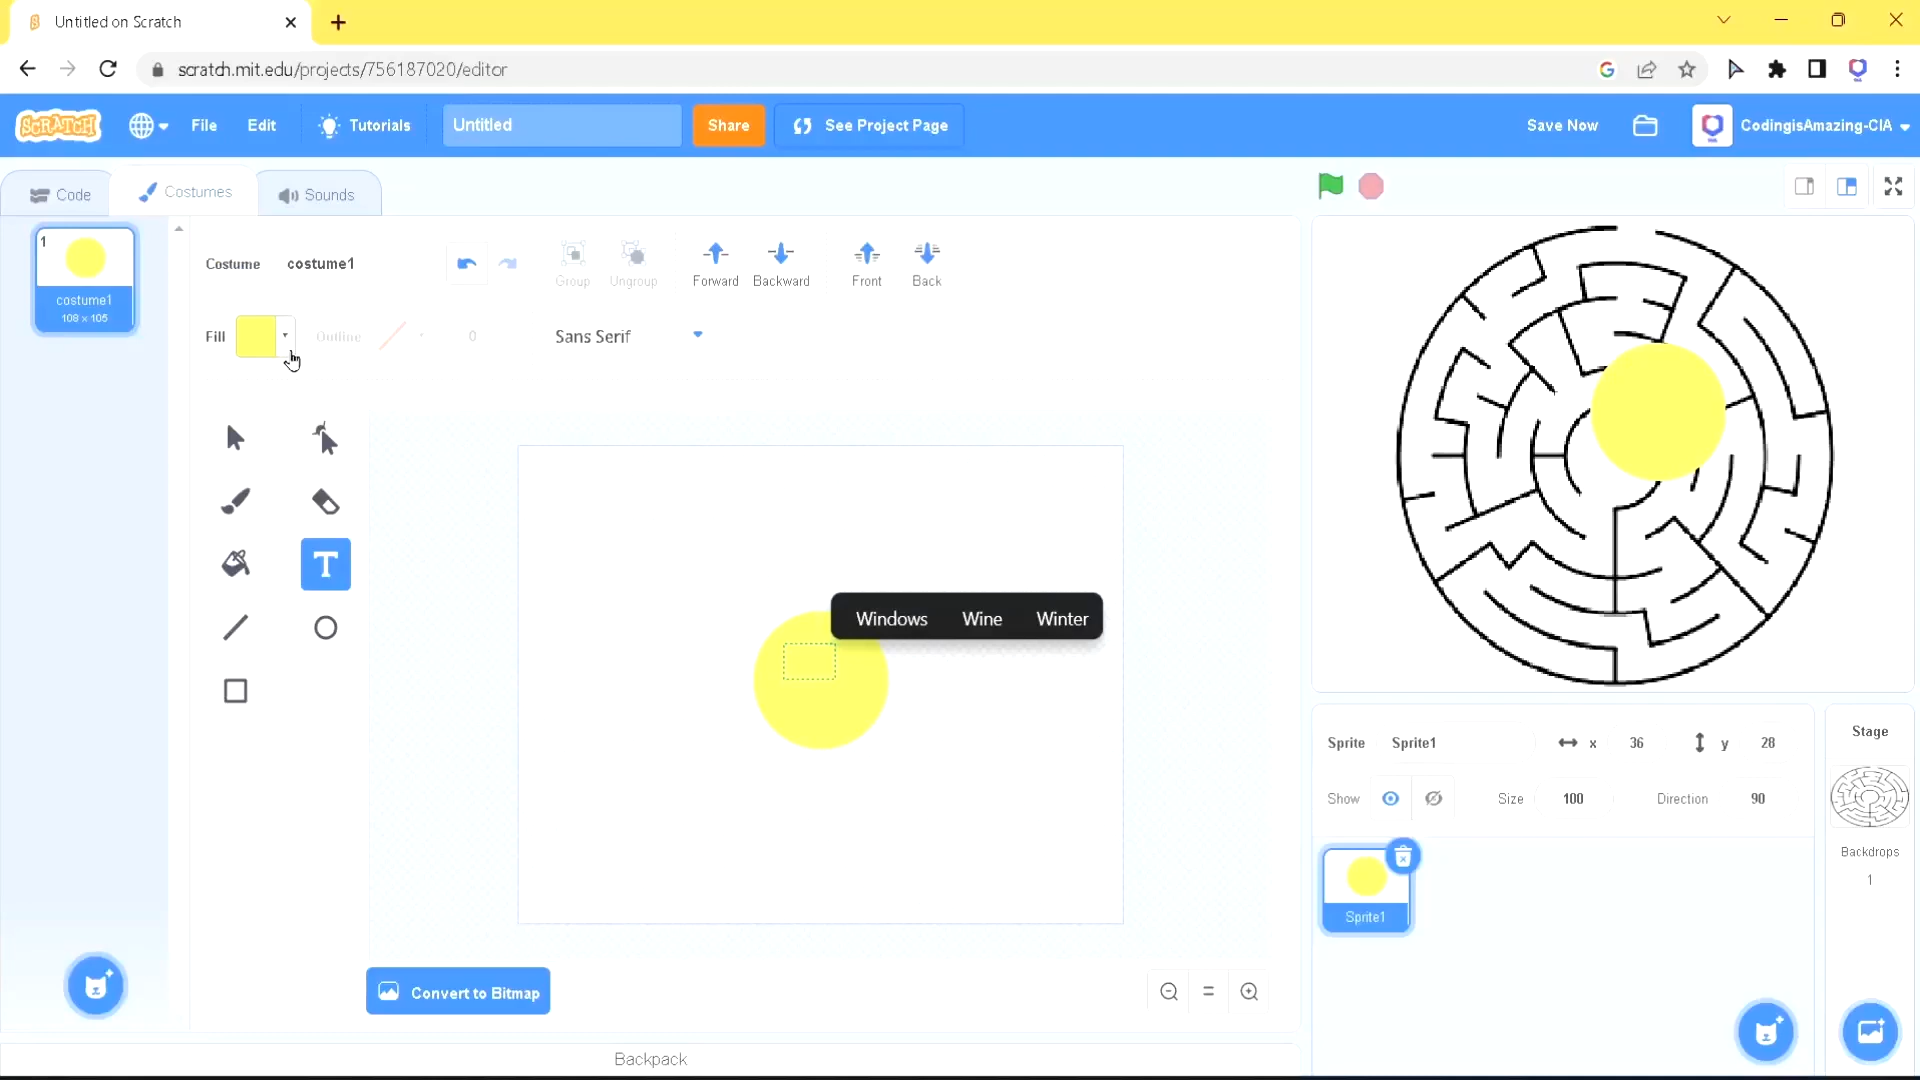 Untitled on Scratch
scratch.mit.edu/projects/756187020/editor
SCRATCH
File
Edit
Tutorials
Untitled
Share
See Project Page
Save Now
CodingisAmazing-CIA
Code
Costumes
Sounds
1
costume1
108 x 105
Costume
costume1
Group
Ungroup
Forward
Backward
Front
Back
Fill
Outline
0
Sans Serif
T
Windows
Wine
Winter
Convert to Bitmap
Backpack
Sprite
Sprite1
x
36
y
28
Show
Size
100
Direction
90
Sprite1
Stage
Backdrops
1